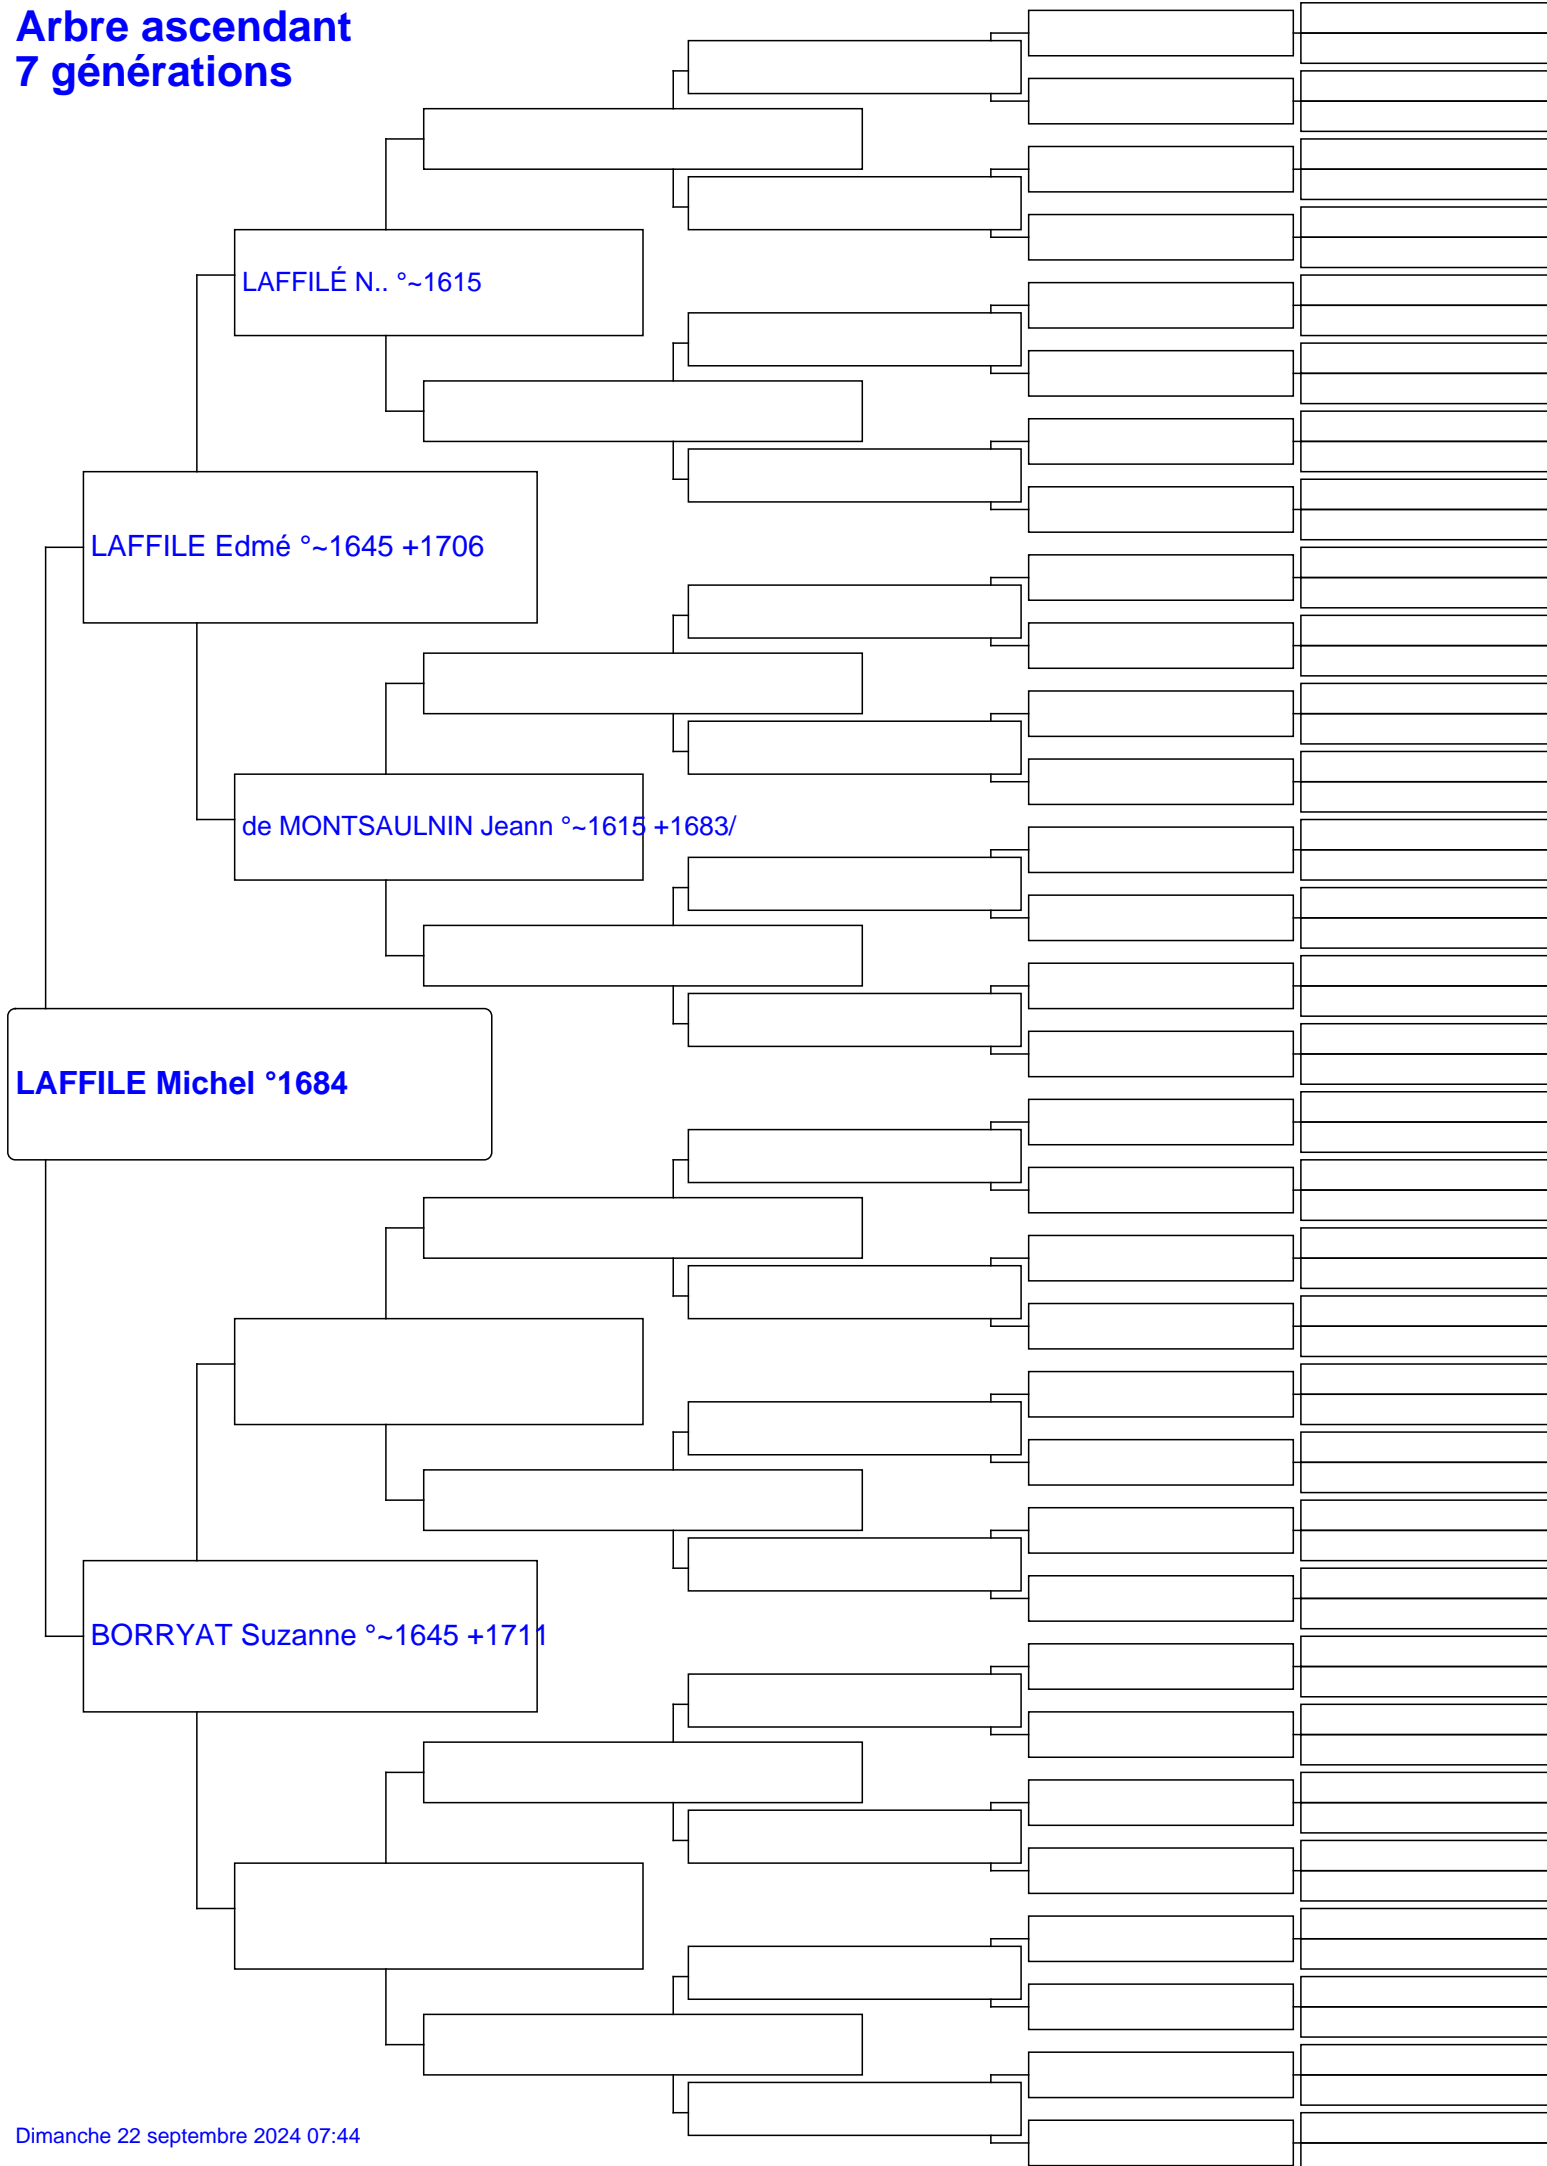 Arbre ascendant
7 générations
LAFFILÉ N.. °~1615
LAFFILE Edmé °~1645 +1706
de MONTSAULNIN Jeann °~1615 +1683/
LAFFILE Michel °1684
BORRYAT Suzanne °~1645 +1711
Dimanche 22 septembre 2024 07:44